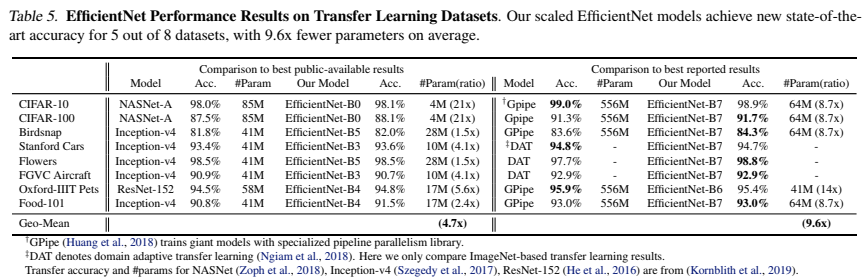 Table 5. EfficientNet Performance Results on Transfer Learning Datasets. Our scaled EfficientNet models achieve new state-of-the-
art accuracy for 5 out of 8 datasets, with 9.6x fewer parameters on average.
Comparison to best public-available results Comparison to best reported results
Model Acc. #Param Our Model Acc. #Param(ratio) Model Acc. #Param Our Model Acc. #Param(ratio)
CIFAR-10 NASNet-A 98.0% 85M EfficientNet-B0 98.1% 4M (21x) †Gpipe 99.0% 556M EfficientNet-B7 98.9% 64M (8.7x)
CIFAR-100 NASNet-A 87.5% 85M EfficientNet-B0 88.1% 4M (21x) Gpipe 91.3% 556M EfficientNet-B7 91.7% 64M (8.7x)
Birdsnap Inception-v4 81.8% 41M EfficientNet-B5 82.0% 28M (1.5x) GPipe 83.6% 556M EfficientNet-B7 84.3% 64M (8.7x)
Stanford Cars Inception-v4 93.4% 41M EfficientNet-B3 93.6% 10M (4.1x) ‡DAT 94.8% - EfficientNet-B7 94.7% -
Flowers Inception-v4 98.5% 41M EfficientNet-B5 98.5% 28M (1.5x) DAT 97.7% - EfficientNet-B7 98.8% -
FGVC Aircraft Inception-v4 90.9% 41M EfficientNet-B3 90.7% 10M (4.1x) DAT 92.9% - EfficientNet-B7 92.9% -
Oxford-IIIT Pets ResNet-152 94.5% 58M EfficientNet-B4 94.8% 17M (5.6x) GPipe 95.9% 556M EfficientNet-B6 95.4% 41M (14x)
Food-101 Inception-v4 90.8% 41M EfficientNet-B4 91.5% 17M (2.4x) GPipe 93.0% 556M EfficientNet-B7 93.0% 64M (8.7x)
Geo-Mean (4.7x) (9.6x)
†GPipe (Huang et al., 2018) trains giant models with specialized pipeline parallelism library.
‡DAT denotes domain adaptive transfer learning (Ngiam et al., 2018). Here we only compare ImageNet-based transfer learning results.
Transfer accuracy and #params for NASNet (Zoph et al., 2018), Inception-v4 (Szegedy et al., 2017), ResNet-152 (He et al., 2016) are from (Kornblith et al., 2019).